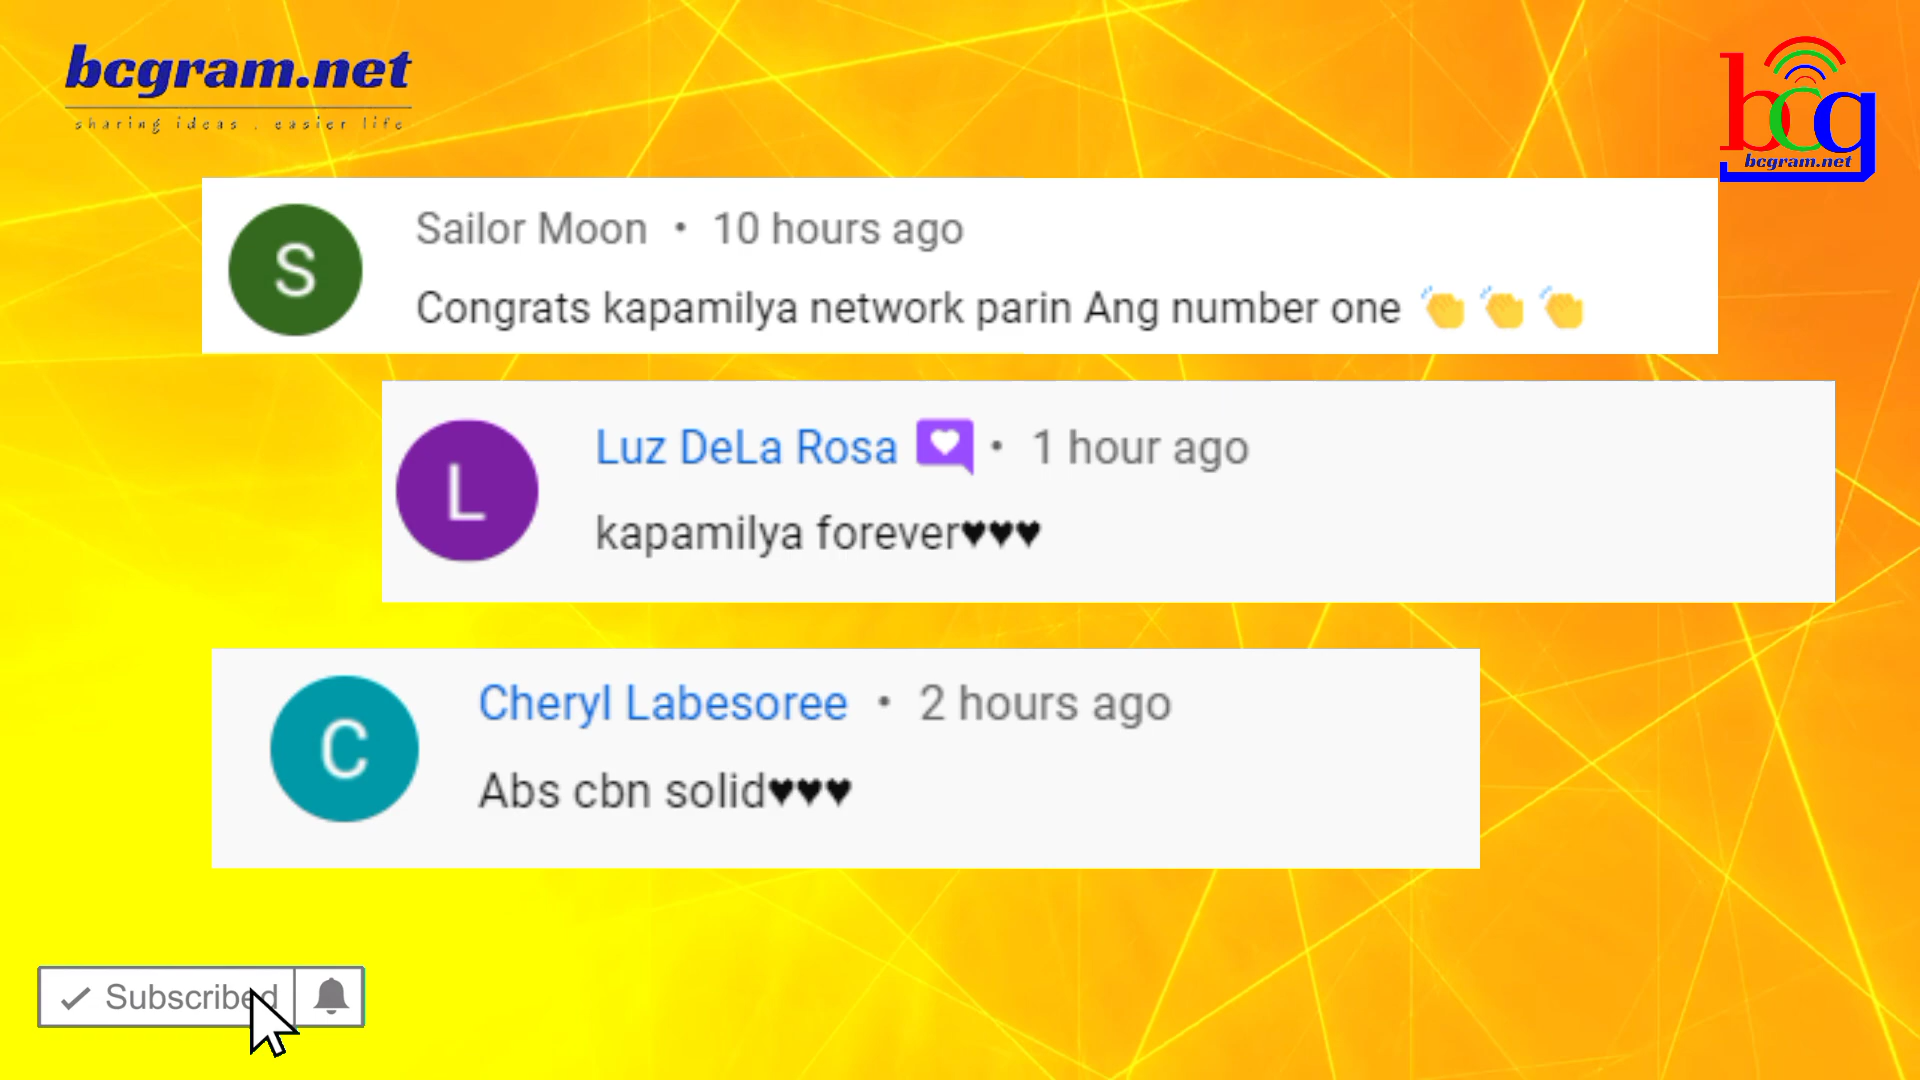 bcgram.net
sharing ideas . easier life
bcg
bcgram.net
S
Sailor Moon • 10 hours ago
Congrats kapamilya network parin Ang number one 👏 👏 👏
L
Luz DeLa Rosa • 1 hour ago
kapamilya forever♥♥♥
C
Cheryl Labesoree • 2 hours ago
Abs cbn solid♥♥♥
Subscribed